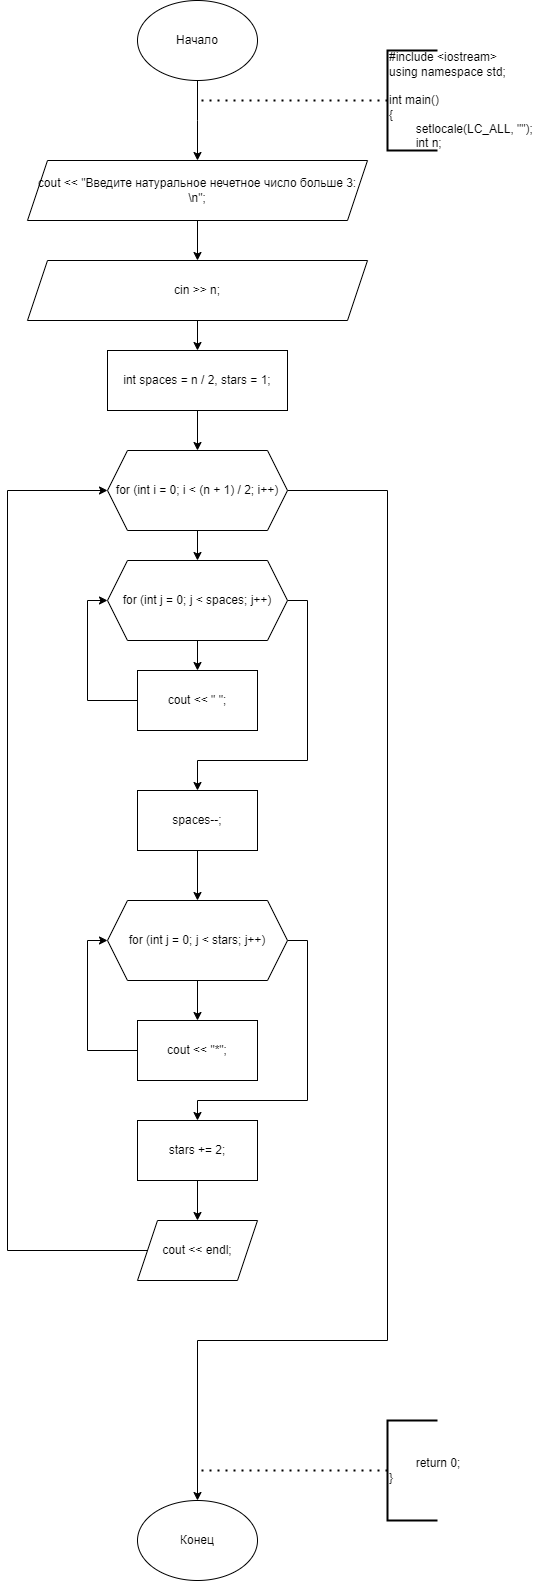 Начало
#include <iostream>
using namespace std;
int main()
{
setlocale(LC_ALL, "");
int n;
cout << "Введите натуральное нечетное число больше 3:
\n";
cin >> n;
int spaces = n / 2, stars = 1;
for (int i = 0; i < (n + 1) / 2; i++)
for (int j = 0; j < spaces; j++)
cout << " ";
spaces--;
for (int j = 0; j < stars; j++)
cout << "*";
stars += 2;
cout << endl;
return 0;
}
Конец